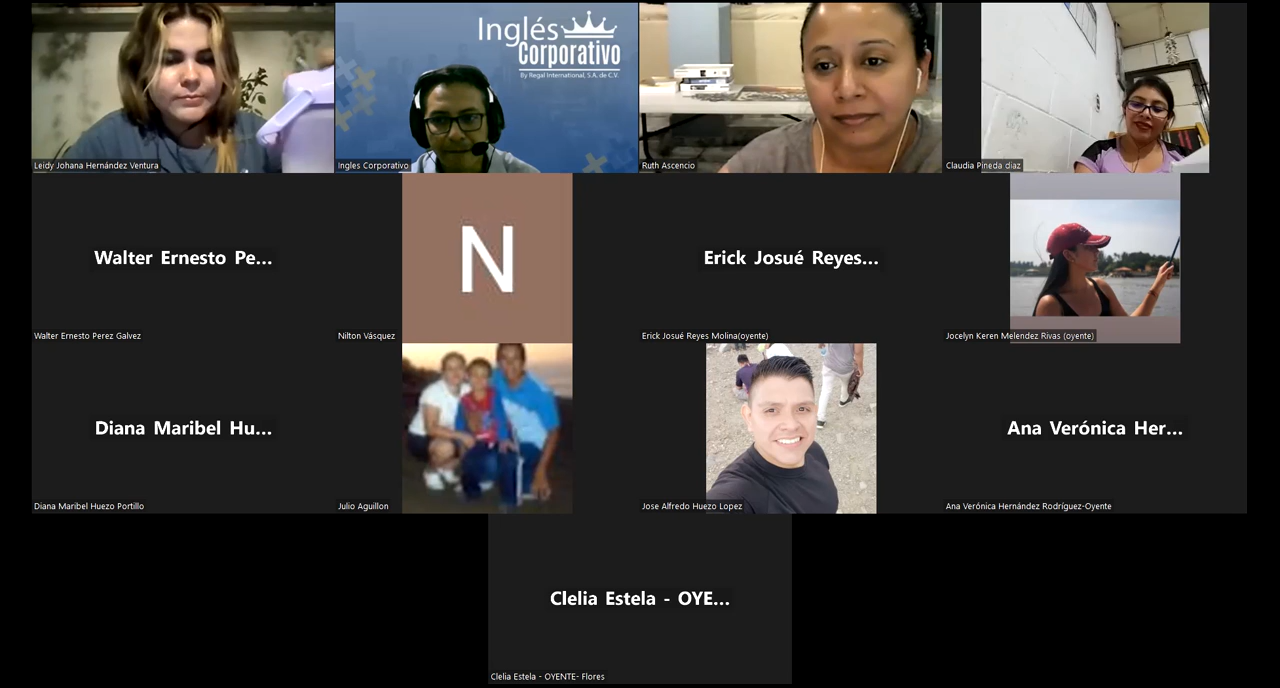 Inglés
Corporativo
By Regal International, S.A. de C.V.
Leidy Johana Hernández Ventura
Ingles Corporativo
Ruth Ascencio
Claudia Pineda diaz
Walter Ernesto Pe...
N
Erick Josué Reyes...
Walter Ernesto Perez Galvez
Nilton Vásquez
Erick Josué Reyes Molina(oyente)
Jocelyn Keren Melendez Rivas (oyente)
Diana Maribel Hu...
Ana Verónica Her...
Diana Maribel Huezo Portillo
Julio Aguillon
Jose Alfredo Huezo Lopez
Ana Verónica Hernández Rodríguez-Oyente
Clelia Estela - OYE...
Clelia Estela - OYENTE- Flores